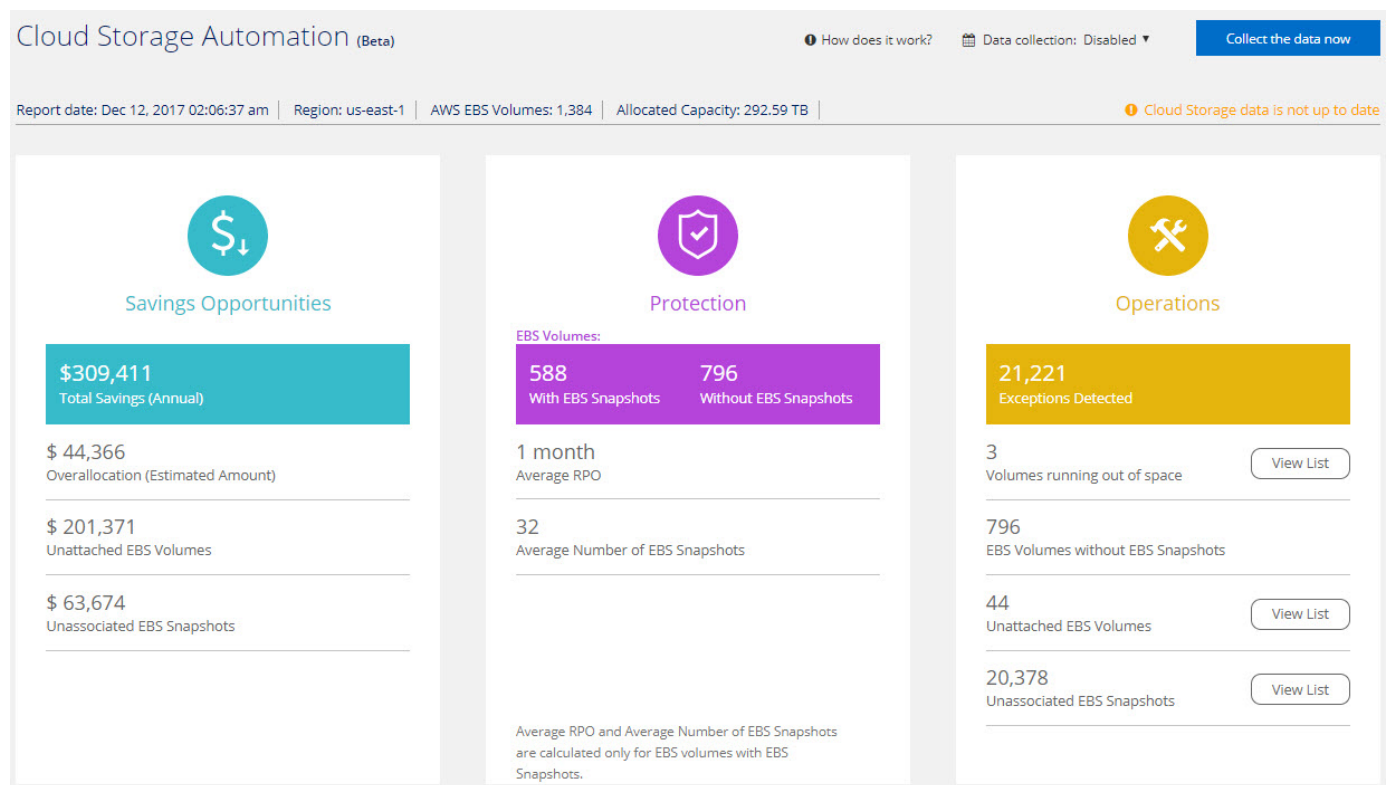 Cloud Storage Automation (Beta)
How does it work?
Data collection: Disabled
Collect the data now
Report date: Dec 12, 2017 02:06:37 am
Region: us-east-1
AWS EBS Volumes: 1,384
Allocated Capacity: 292.59 TB
Cloud Storage data is not up to date
$
Savings Opportunities
$309,411
Total Savings (Annual)
$ 44,366
Overallocation (Estimated Amount)
$ 201,371
Unattached EBS Volumes
$ 63,674
Unassociated EBS Snapshots
Protection
EBS Volumes:
588
With EBS Snapshots
796
Without EBS Snapshots
1 month
Average RPO
32
Average Number of EBS Snapshots
Average RPO and Average Number of EBS Snapshots
are calculated only for EBS volumes with EBS
Snapshots.
Operations
21,221
Exceptions Detected
3
Volumes running out of space
View List
796
EBS Volumes without EBS Snapshots
44
Unattached EBS Volumes
View List
20,378
Unassociated EBS Snapshots
View List